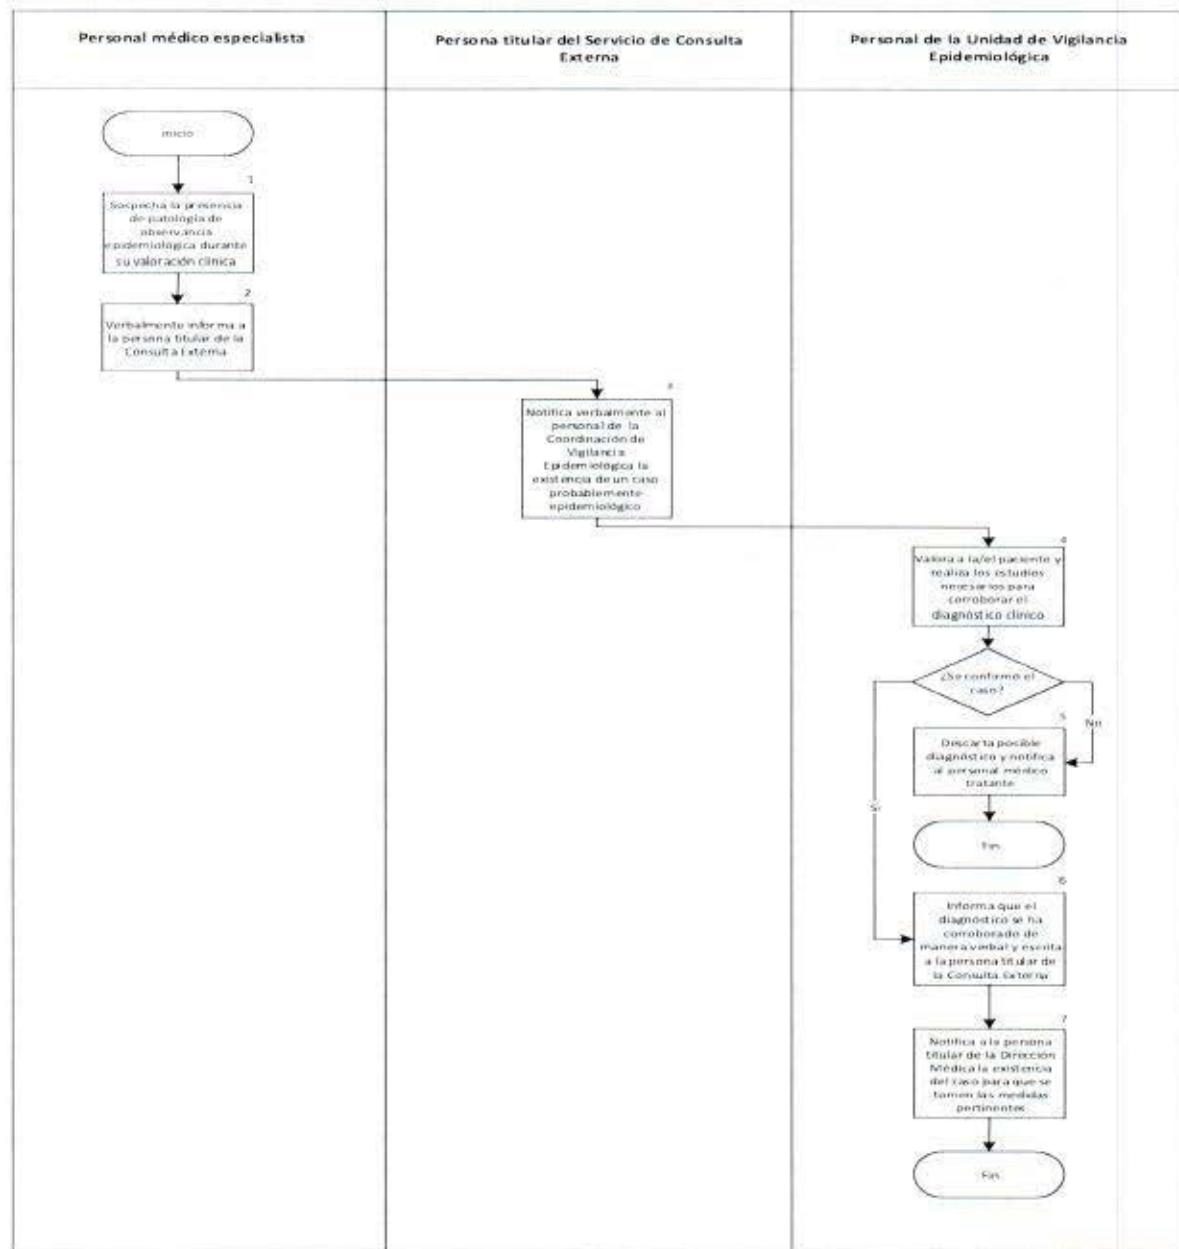 Personal médico especialista
Persona titular del Servicio de Consulta
Externa
Personal de la Unidad de Vigilancia
Epidemiológica
inicio
1
Sospecha la presencia
de patología de
observancia
epidemiológica durante
su valoración clínica
2
Verbalmente informa a
la persona titular de la
Consulta Externa
3
Notifica verbalmente al
personal de la
Coordinación de
Vigilancia
Epidemiológica la
existencia de un caso
probablemente
epidemiológico
4
Valora a la/el paciente y
realiza los estudios
necesarios para
corroborar el
diagnóstico clínico
¿Se confirmó el
caso?
No
5
Descarta posible
diagnóstico y notifica
al personal médico
tratante
Si
Fin
6
Informa que el
diagnóstico se ha
corroborado de
manera verbal y escrita
a la persona titular de
la Consulta Externa
7
Notifica a la persona
titular de la Dirección
Médica la existencia
del caso para que se
tomen las medidas
pertinentes
Fin